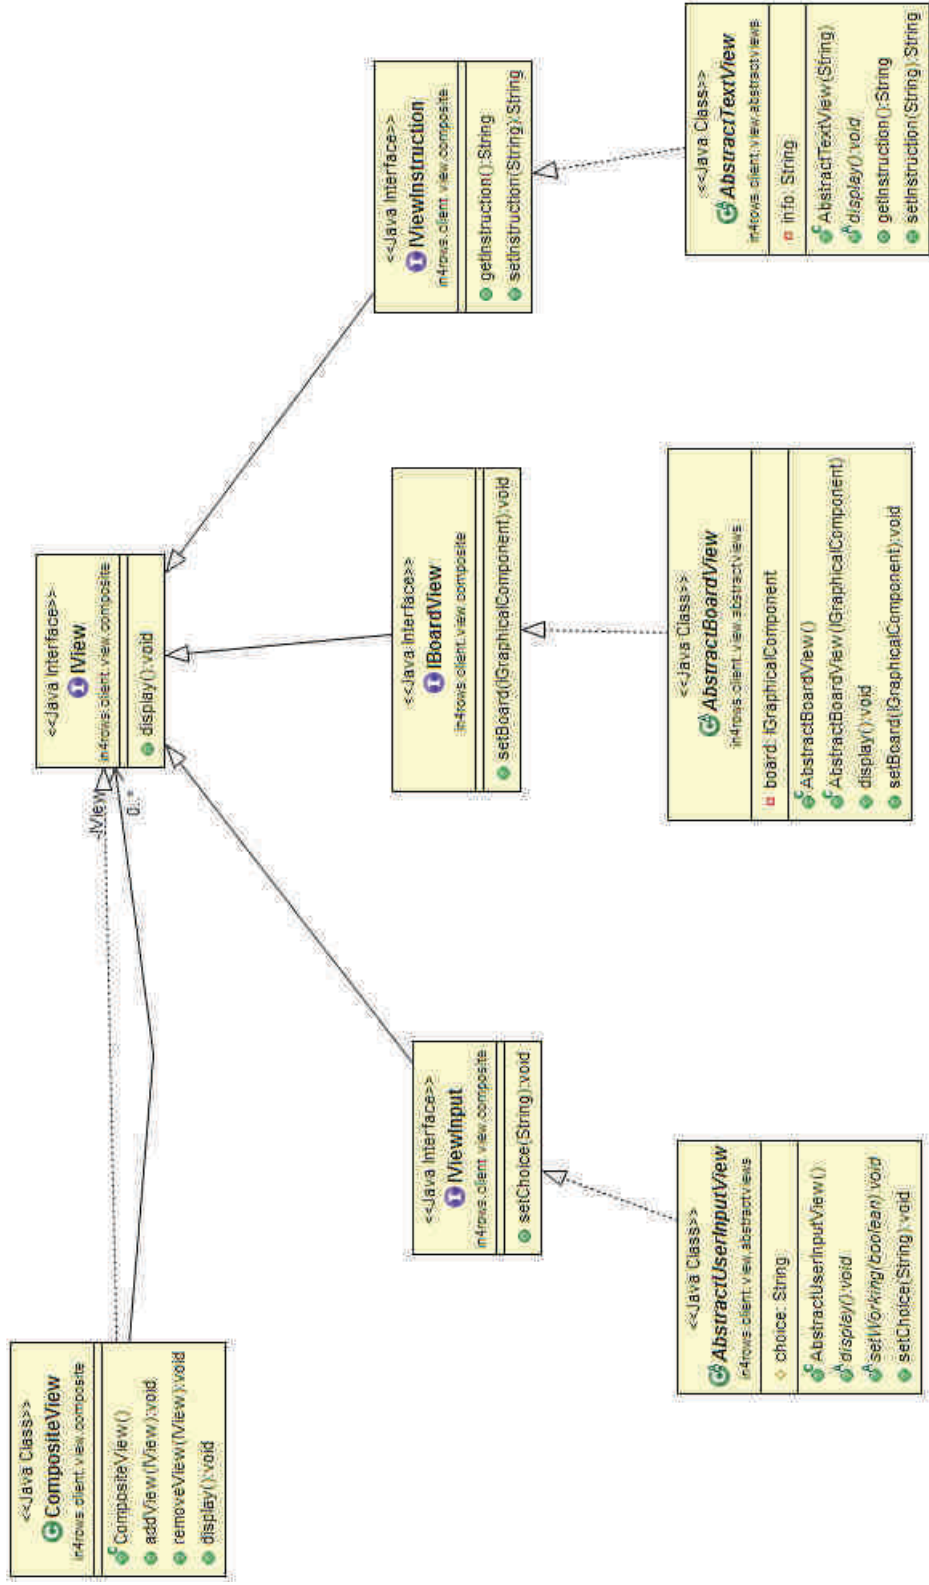 <<Java Class>>
CompositeView
in4rows.client.view.composite
CompositeView()
addView(IView):void
removeView(IView):void
display():void
<<Java Interface>>
IView
in4rows.client.view.composite
display():void
-IView
0..*
<<Java Interface>>
IViewInput
in4rows.client.view.composite
setChoice(String):void
<<Java Interface>>
IBoardView
in4rows.client.view.composite
setBoard(IGraphicalComponent):void
<<Java Interface>>
IViewInstruction
in4rows.client.view.composite
getInstruction():String
setInstruction(String):String
<<Java Class>>
AbstractUserInputView
in4rows.client.view.abstractviews
choice: String
AbstractUserInputView()
display():void
setWorking(boolean):void
setChoice(String):void
<<Java Class>>
AbstractBoardView
in4rows.client.view.abstractviews
board: IGraphicalComponent
AbstractBoardView()
AbstractBoardView(IGraphicalComponent)
display():void
setBoard(IGraphicalComponent):void
<<Java Class>>
AbstractTextView
in4rows.client.view.abstractviews
info: String
AbstractTextView(String)
display():void
getInstruction():String
setInstruction(String):String